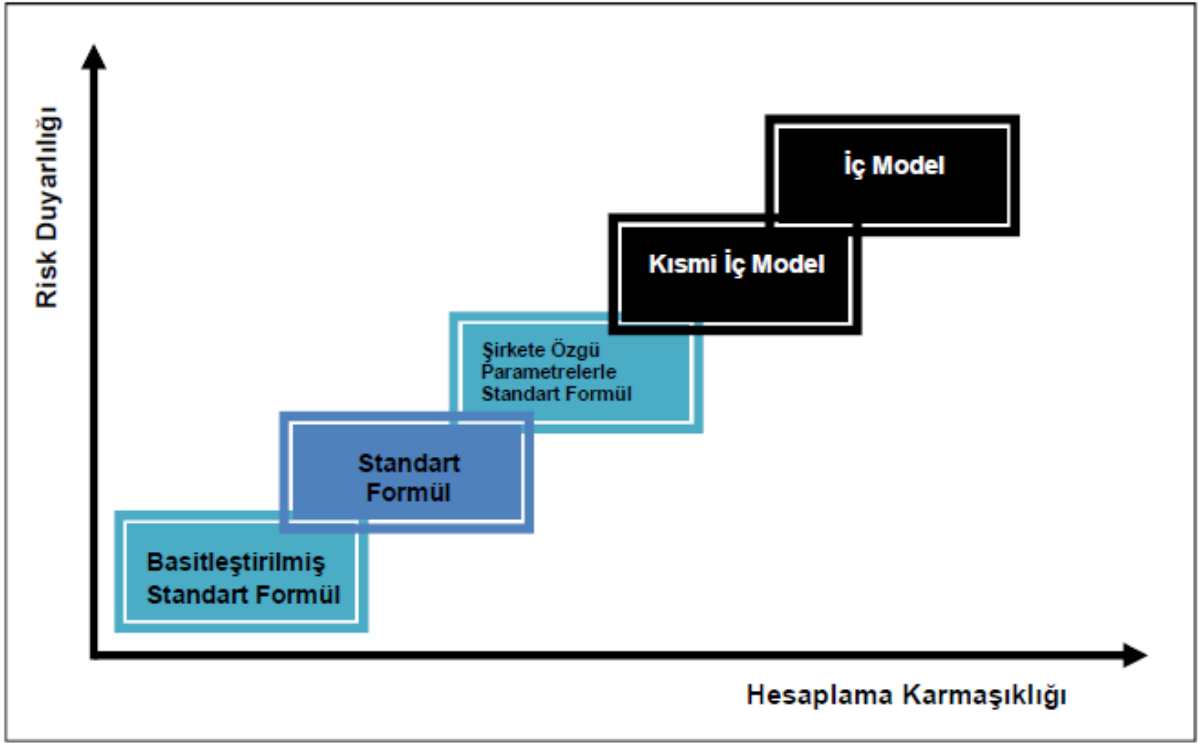 Risk Duyarlılığı
İç Model
Kısmi İç Model
Şirkete Özgü
Parametrelerle
Standart Formül
Standart
Formül
Basitleştirilmiş
Standart Formül
Hesaplama Karmaşıklığı